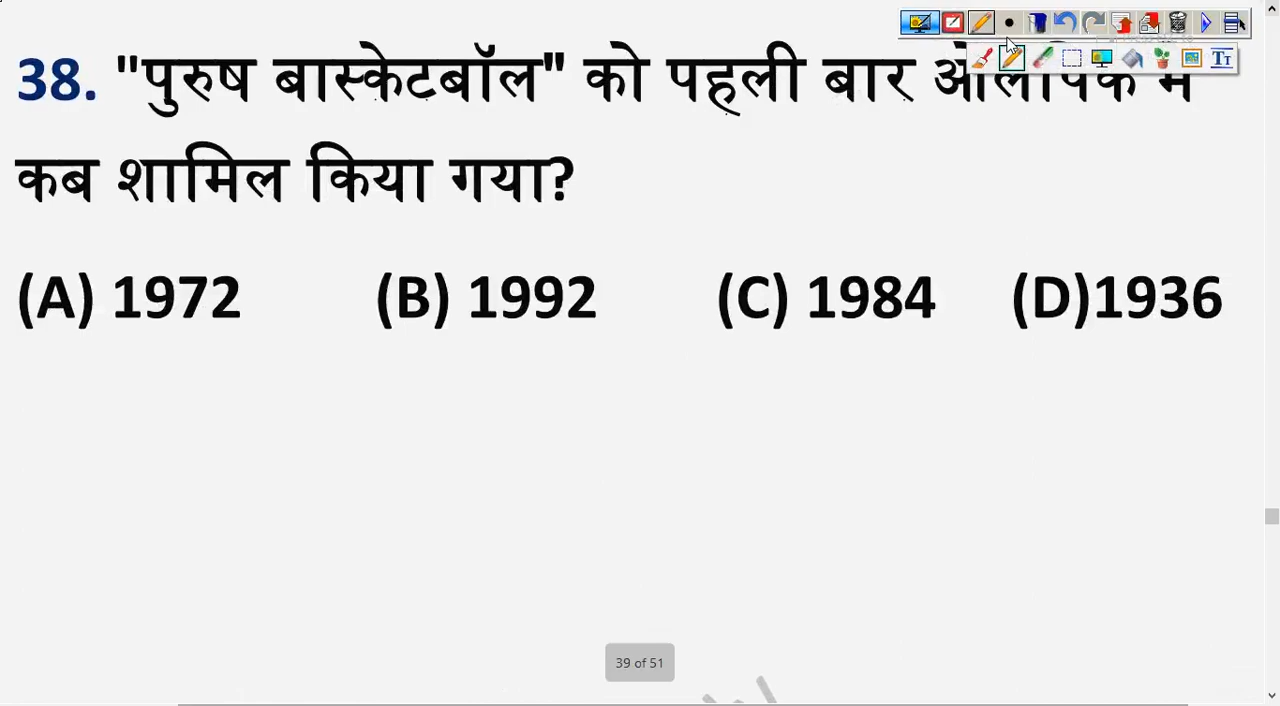 38. "पुरुष बास्केटबॉल" को पहली बार
कब शामिल किया गया?
(A) 1972 (B) 1992 (C) 1984 (D)1936
39 of 51